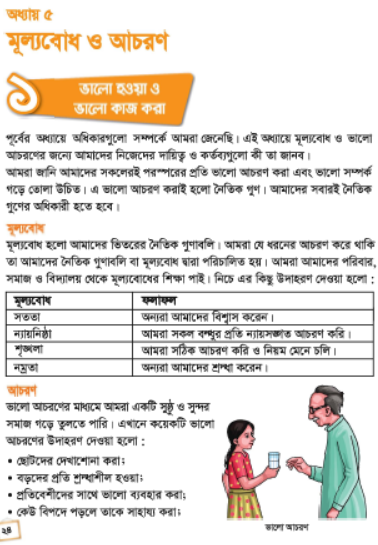 অধ্যায় ৫
মূল্যবোধ ও আচরণ
১
ভালো হওয়া ও
ভালো কাজ করা
পূর্বের অধ্যায়ে অধিকারগুলো সম্পর্কে আমরা জেনেছি। এই অধ্যায়ে মূল্যবোধ ও ভালো
আচরণের জন্যে আমাদের নিজেদের দায়িত্ব ও কর্তব্যগুলো কী তা জানব।
আমরা জানি আমাদের সকলেরই পরস্পরের প্রতি ভালো আচরণ করা এবং ভালো সম্পর্ক
গড়ে তোলা উচিত। এ ভালো আচরণ করাই হলো নৈতিক গুণ। আমাদের সবারই নৈতিক
গুণের অধিকারী হতে হবে।
মূল্যবোধ
মূল্যবোধ হলো আমাদের ভিতরের নৈতিক গুণাবলি। আমরা যে ধরনের আচরণ করে থাকি
তা আমাদের নৈতিক গুণাবলি বা মূল্যবোধ দ্বারা পরিচালিত হয়। আমরা আমাদের পরিবার,
সমাজ ও বিদ্যালয় থেকে মূল্যবোধের শিক্ষা পাই। নিচে এর কিছু উদাহরণ দেওয়া হলো :
মূল্যবোধ ফলাফল
সততা অন্যরা আমাদের বিশ্বাস করেন।
ন্যায়নিষ্ঠা আমরা সকল বন্ধুর প্রতি ন্যায়সঙ্গত আচরণ করি।
শৃঙ্খলা আমরা সঠিক আচরণ করি ও নিয়ম মেনে চলি।
নম্রতা অন্যরা আমাদের শ্রদ্ধা করেন।
আচরণ
ভালো আচরণের মাধ্যমে আমরা একটি সুষ্ঠু ও সুন্দর
সমাজ গড়ে তুলতে পারি। এখানে কয়েকটি ভালো
আচরণের উদাহরণ দেওয়া হলো :
• ছোটদের দেখাশোনা করা;
• বড়দের প্রতি শ্রদ্ধাশীল হওয়া;
• প্রতিবেশীদের সাথে ভালো ব্যবহার করা;
• কেউ বিপদে পড়লে তাকে সাহায্য করা;
ভালো আচরণ
২৪